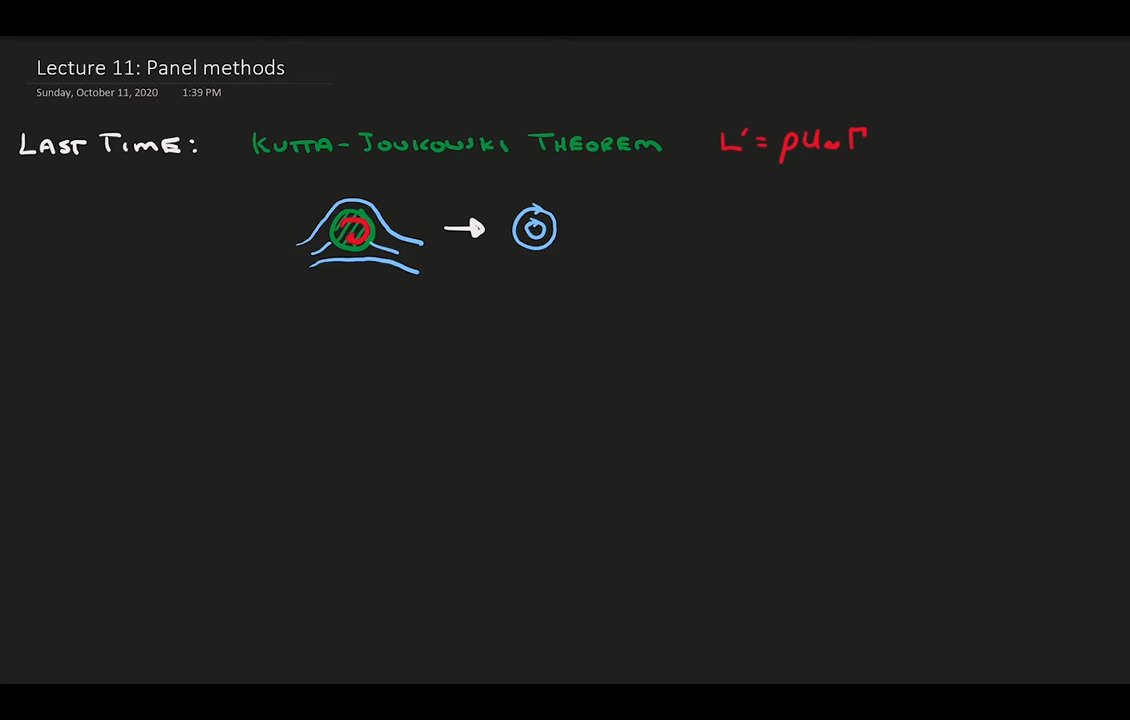 Lecture 11: Panel methods
Sunday, October 11, 2020 1:39 PM
LAST TIME: KUTTA-JOUKOWSKI THEOREM L' = ρU∞Γ